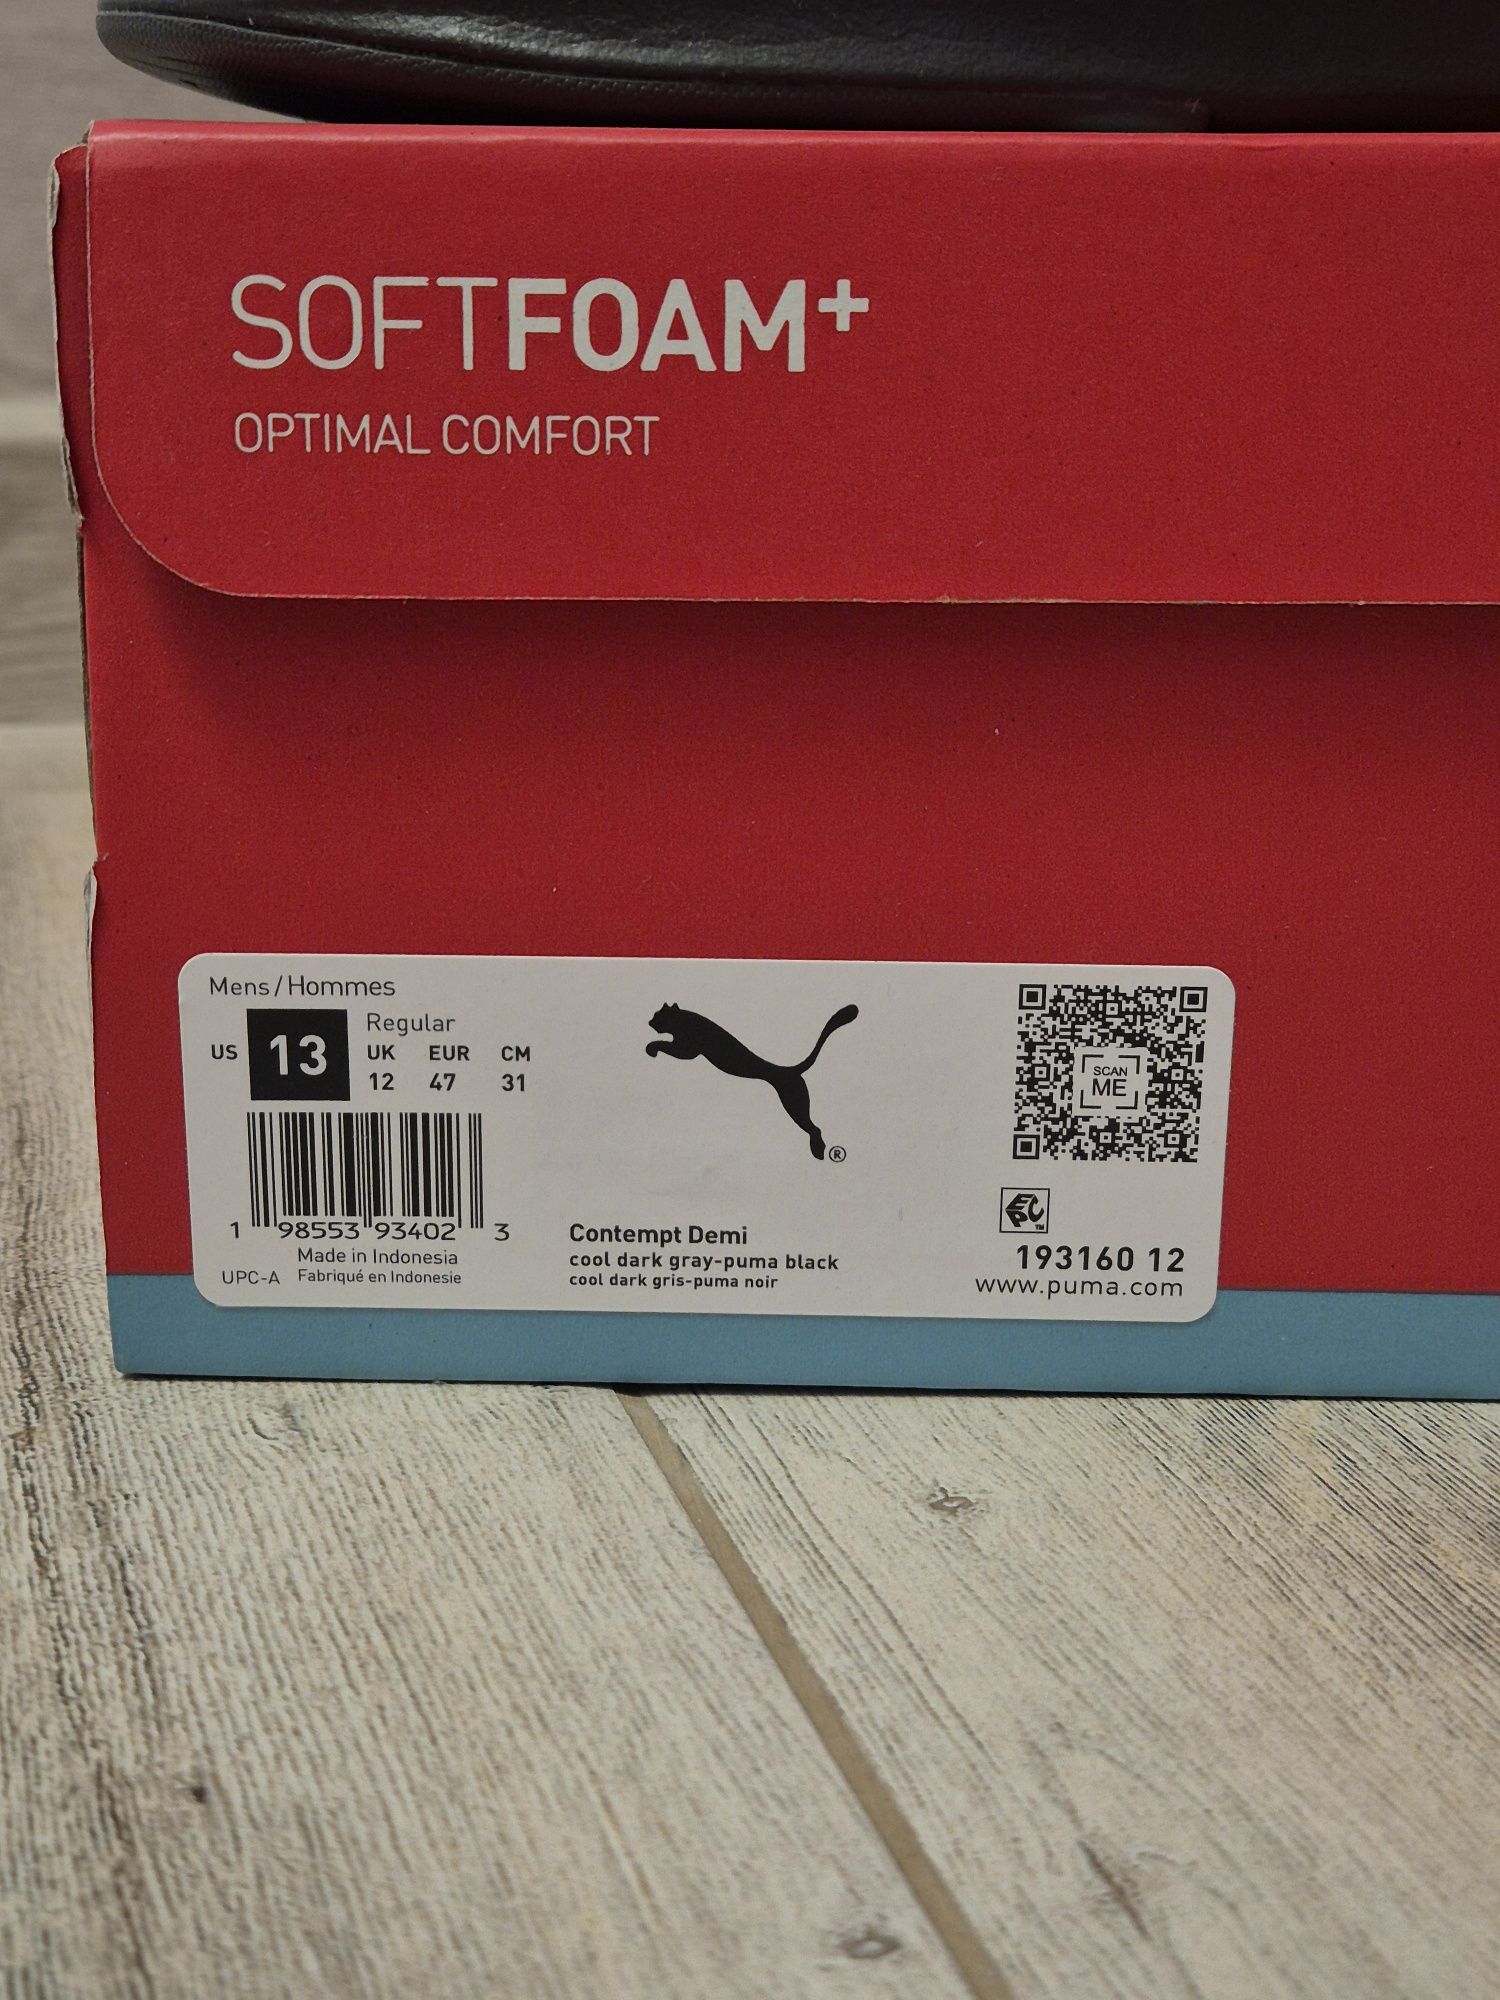 SOFTFOAM+
OPTIMAL COMFORT
Mens/Hommes
US 13
Regular
UK EUR CM
12 47 31
SCAN
ME
®
1 98553 93402 3
Made in Indonesia
UPC-A Fabriqué en Indonesie
Contempt Demi
cool dark gray-puma black
cool dark gris-puma noir
EPC™
193160 12
www.puma.com